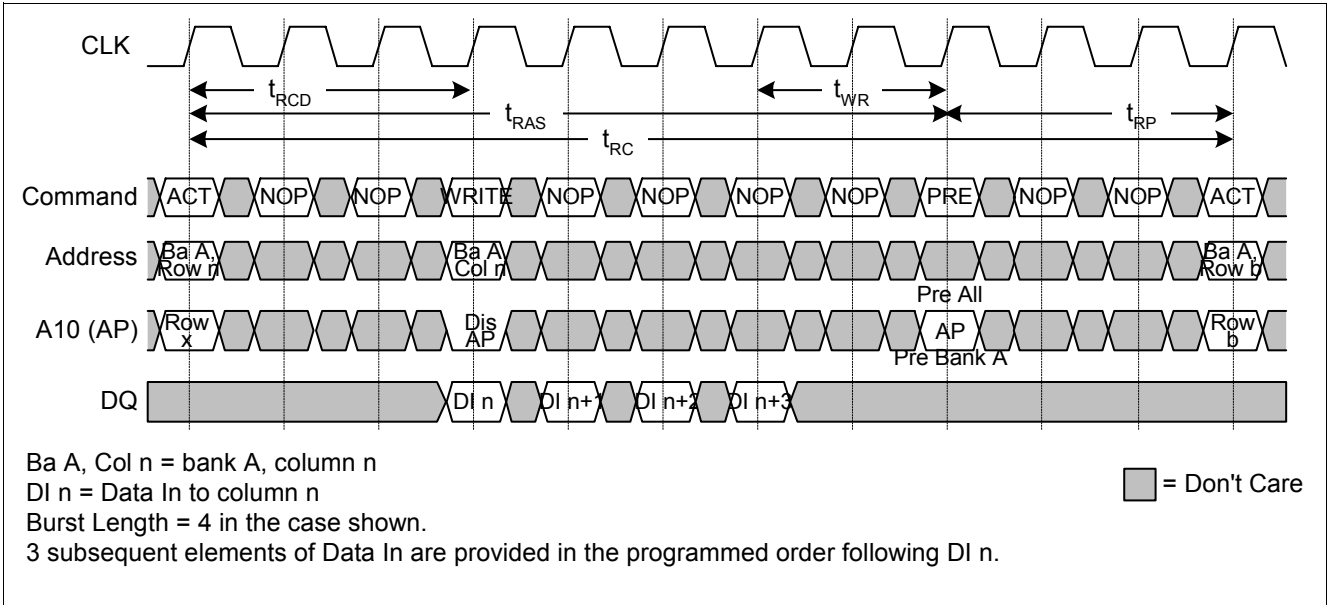 CLK
tRCD tWR
tRAS tRP
tRC
Command ACT NOP NOP WRITE NOP NOP NOP NOP PRE NOP NOP ACT
Address Ba A, Row n Ba A Col n Ba A, Row b
Pre All
A10 (AP) Row x Dis AP AP Row b
Pre Bank A
DQ DI n DI n+1 DI n+2 DI n+3
Ba A, Col n = bank A, column n
DI n = Data In to column n
= Don't Care
Burst Length = 4 in the case shown.
3 subsequent elements of Data In are provided in the programmed order following DI n.